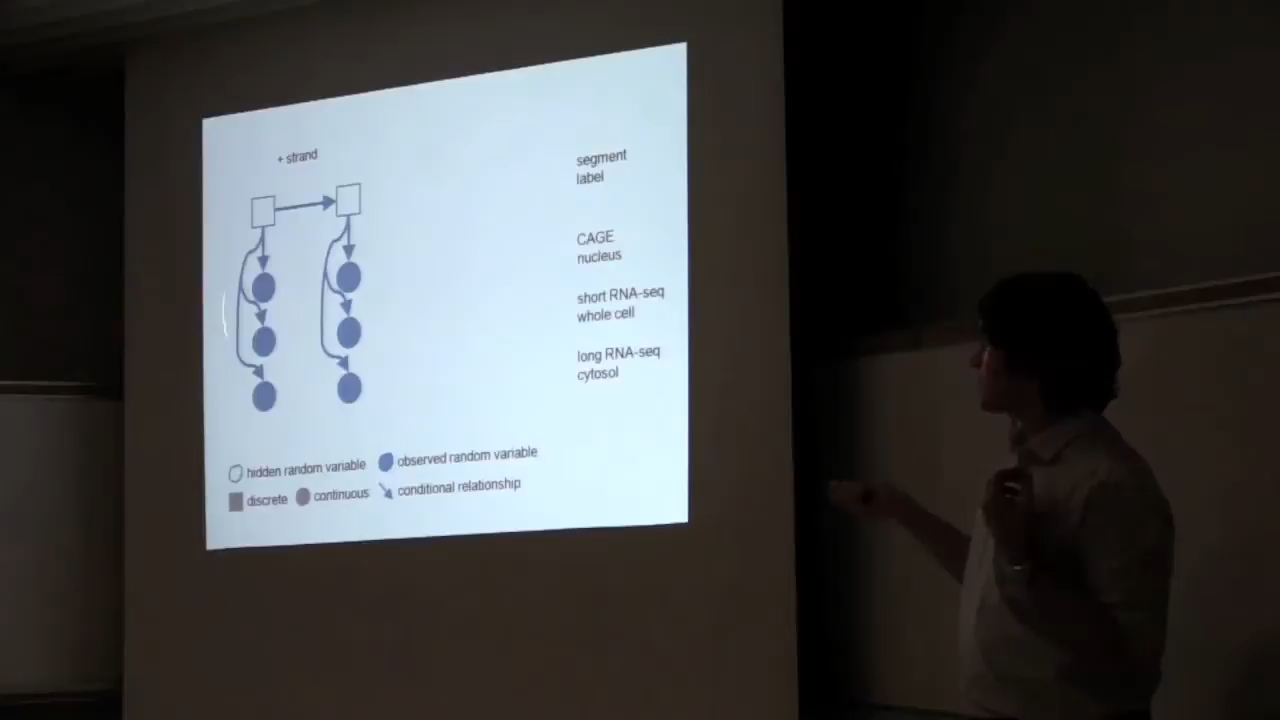 + strand
segment
label
CAGE
nucleus
short RNA-seq
whole cell
long RNA-seq
cytosol
hidden random variable
observed random variable
discrete
continuous
conditional relationship